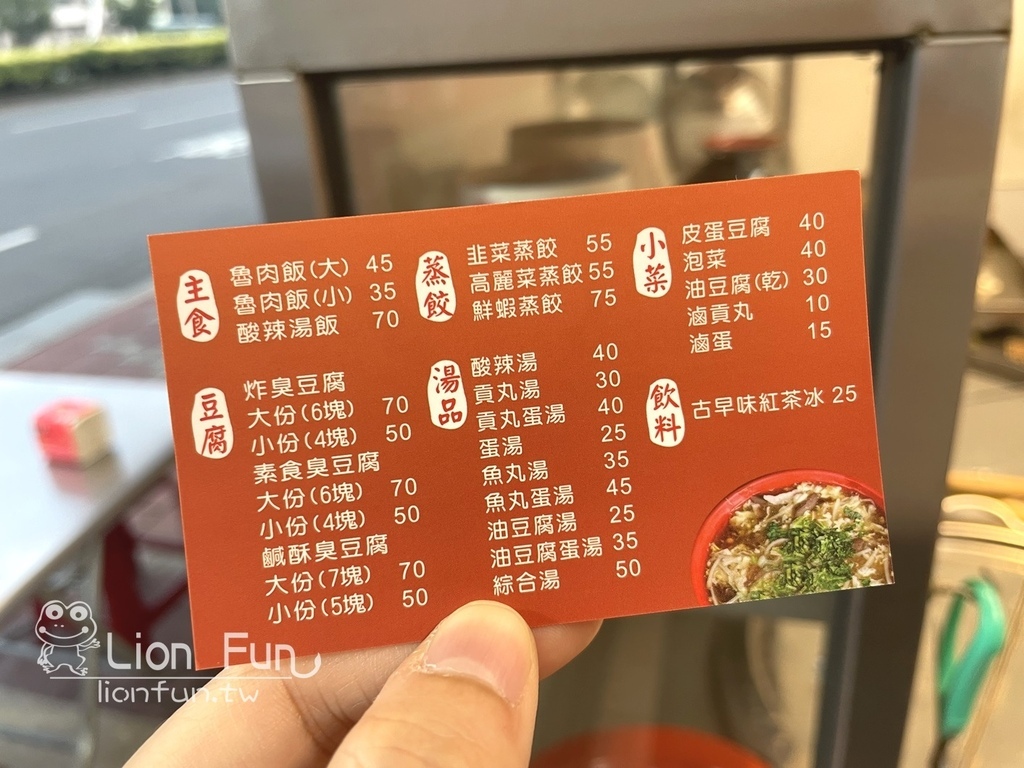 主食
魯肉飯(大) 45
魯肉飯(小) 35
酸辣湯飯 70
豆腐
炸臭豆腐
大份(6塊) 70
小份(4塊) 50
素食臭豆腐
大份(6塊) 70
小份(4塊) 50
鹹酥臭豆腐
大份(7塊) 70
小份(5塊) 50
蒸餃
韭菜蒸餃 55
高麗菜蒸餃 55
鮮蝦蒸餃 75
湯品
酸辣湯 40
貢丸湯 30
貢丸蛋湯 40
蛋湯 25
魚丸湯 35
魚丸蛋湯 45
油豆腐湯 25
油豆腐蛋湯 35
綜合湯 50
小菜
皮蛋豆腐 40
泡菜 40
油豆腐(乾) 30
滷貢丸 10
滷蛋 15
飲料
古早味紅茶冰 25
Lion Fun
lionfun.tw